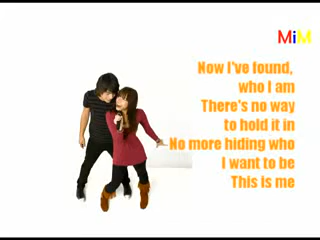 MiM
Now I've found,
who I am
There's no way
to hold it in
No more hiding who
I want to be
This is me